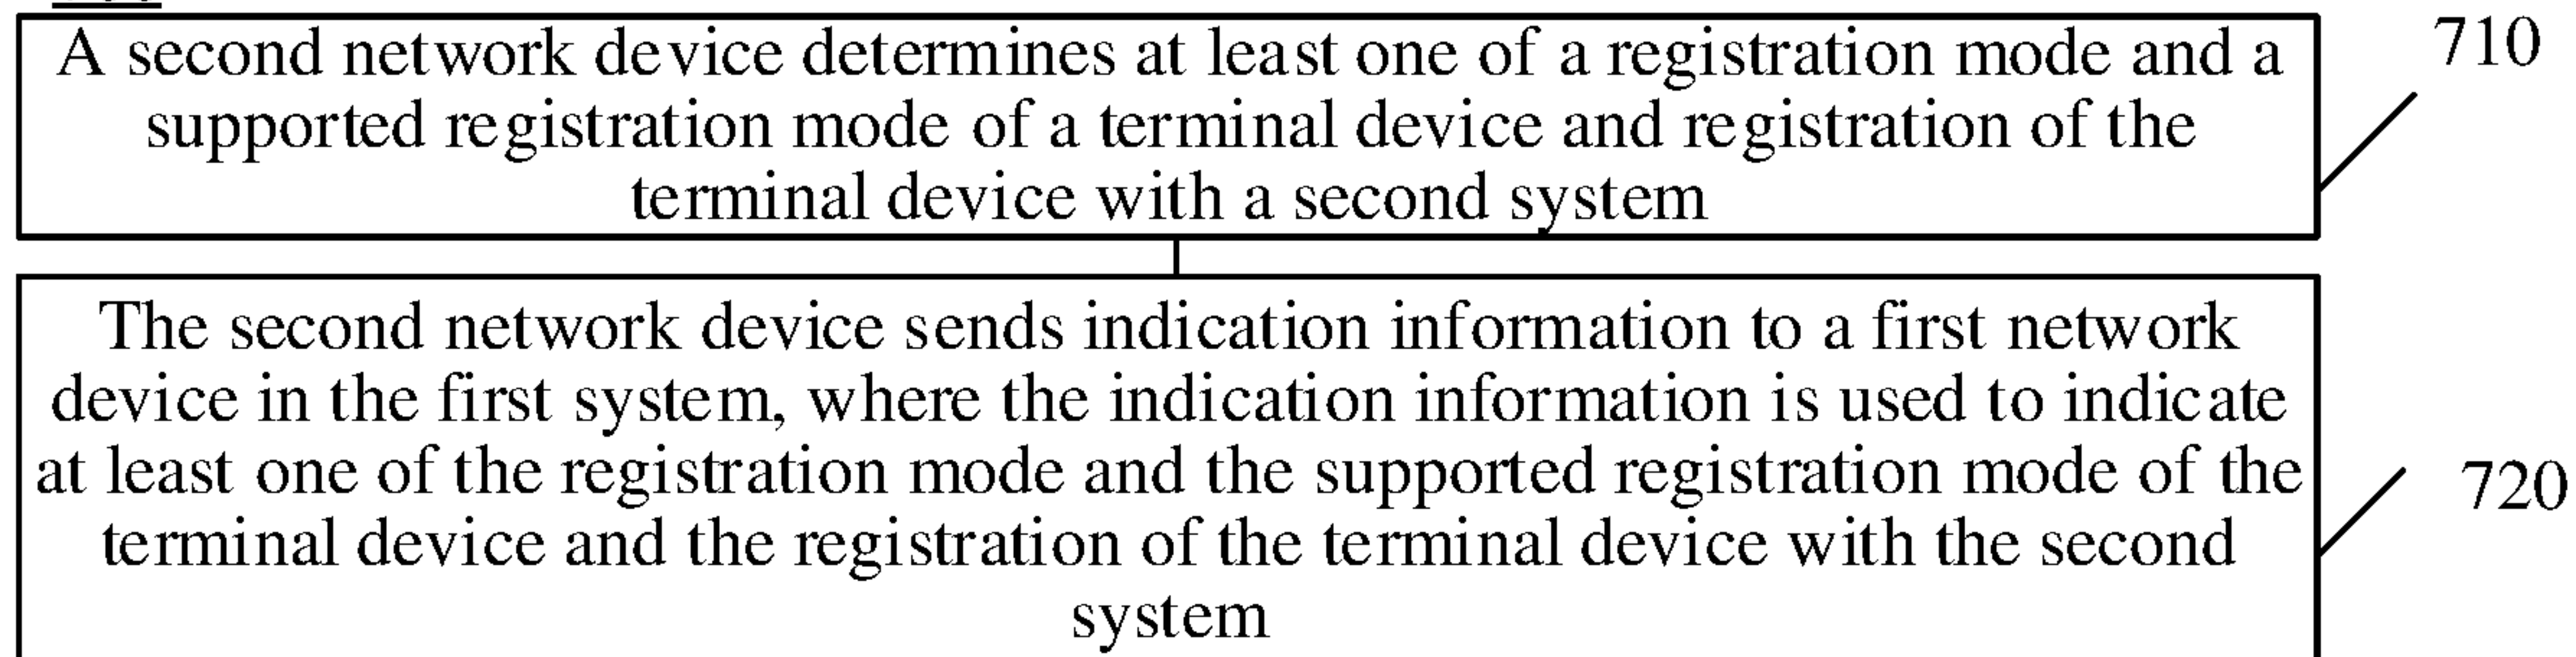 A second network device determines at least one of a registration mode and a
710
supported registration mode of a terminal device and registration of the
terminal device with a second system
The second network device sends indication information to a first network
device in the first system, where the indication information is used to indicate
at least one of the registration mode and the supported registration mode of the
720
terminal device and the registration of the terminal device with the second
system